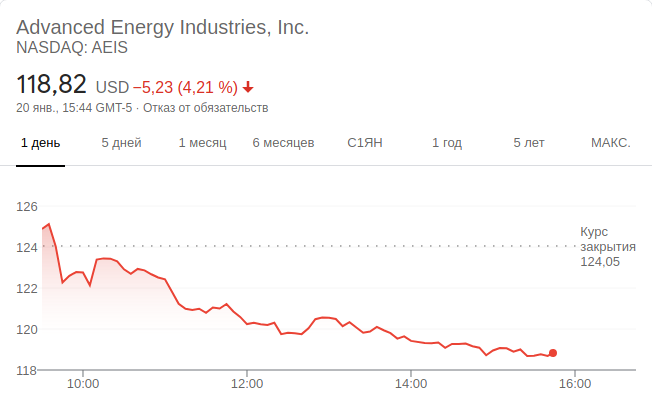 Advanced Energy Industries, Inc.
NASDAQ: AEIS
118,82 USD −5,23 (4,21 %)
20 янв., 15:44 GMT-5 · Отказ от обязательств
1 день 5 дней 1 месяц 6 месяцев С1ЯН 1 год 5 лет МАКС.
126
Курс
124 закрытия
124,05
122
120
118
10:00 12:00 14:00 16:00